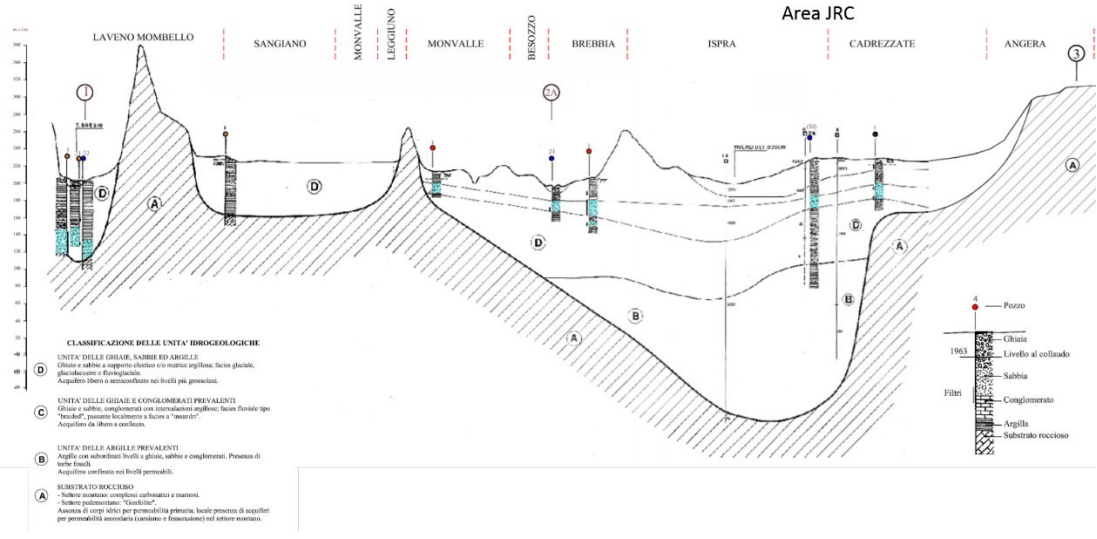 Area JRC
LAVENO MOMBELLO
SANGIANO
MONVALLE
LEGGIUNO
MONVALLE
BESOZZO
BREBBIA
ISPRA
CADREZZATE
ANGERA
1
2A
3
22
23
(53)
D
A
D
D
B
A
D
B
A
A
CLASSIFICAZIONE DELLE UNITA' IDROGEOLOGICHE
D
UNITA' DELLE GHIAIE, SABBIE ED ARGILLE
Ghiaie e sabbie a supporto clastico o/o matrice argillosa; facies glaciale,
glaciolacustre e fluvioglaciale.
Acquifero libero o semiconfinato nei livelli più grossolani.
C
UNITA' DELLE GHIAIE E CONGLOMERATI PREVALENTI
Ghiaie e sabbie, conglomerati con intercalazioni argillose; facies fluviale tipo
"braided", passante localmente a facies a "meandri".
Acquifero da libero a confinato.
B
UNITA' DELLE ARGILLE PREVALENTI
Argille con subordinati livelli a ghiaie, sabbie e conglomerati. Presenza di
torbe fossili.
Acquifero confinato nei livelli permeabili.
A
SUBSTRATO ROCCIOSO
- Settore montano: complessi carbonatici e marnosi.
- Settore pedemontano: "Gonfolite".
Assenza di corpi idrici per permeabilità primaria; locale presenza di acquiferi
per permeabilità secondaria (carsismo e fessurazione) nel settore montano.
4
Pozzo
Ghiaia
1963
Livello al collaudo
Sabbia
Filtri
Conglomerato
Argilla
Substrato roccioso